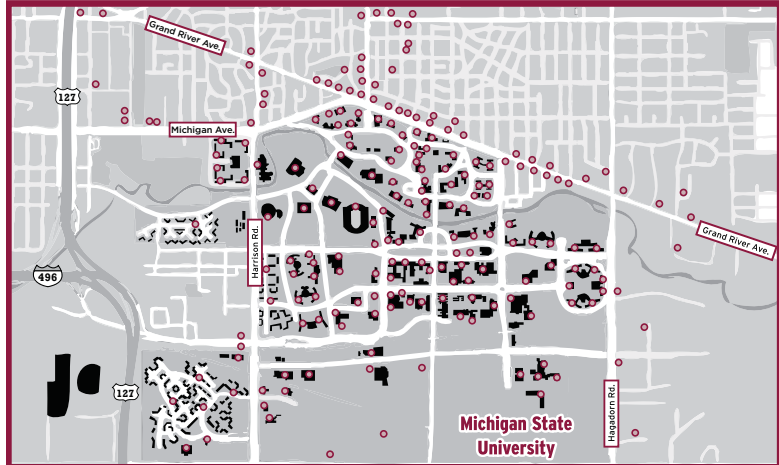 Grand River Ave.
127
Michigan Ave.
Harrison Rd.
Grand River Ave.
496
127
Hagadorn Rd.
Michigan State
University